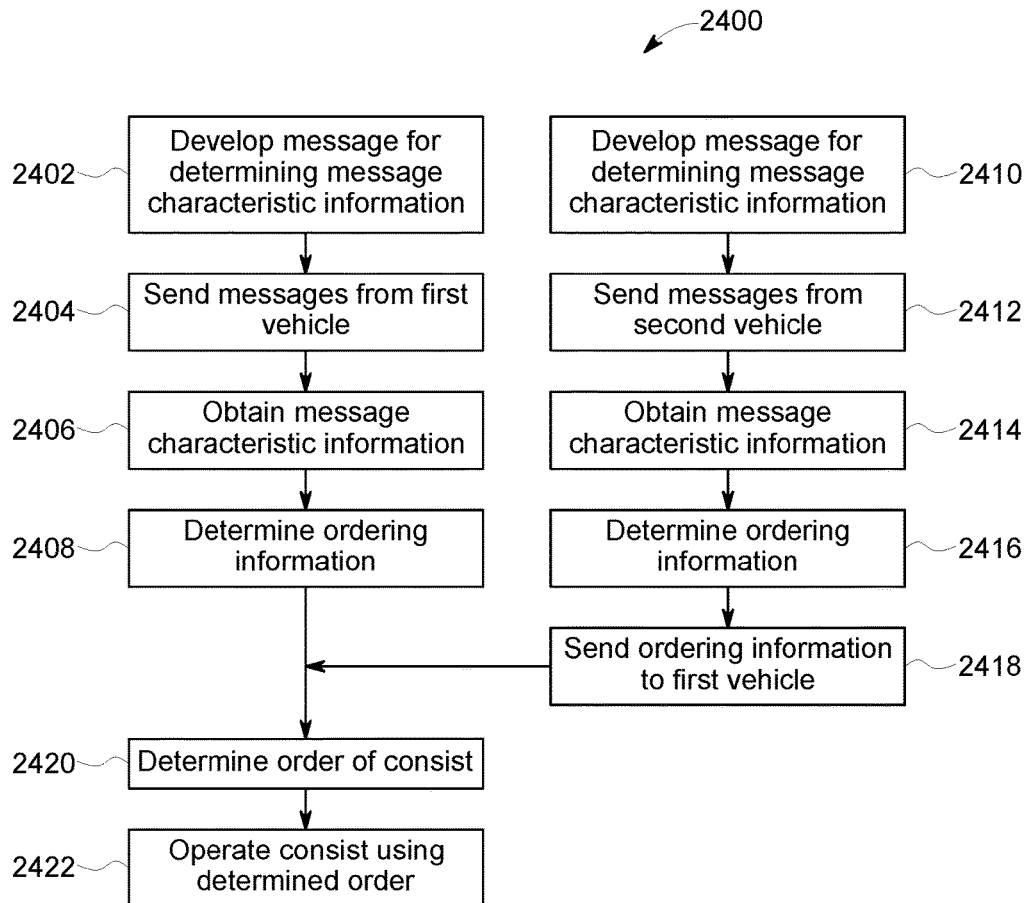 2400
2402
Develop message for
determining message
characteristic information
Develop message for
determining message
characteristic information
2410
2404
Send messages from first
vehicle
Send messages from
second vehicle
2412
2406
Obtain message
characteristic information
Obtain message
characteristic information
2414
2408
Determine ordering
information
Determine ordering
information
2416
Send ordering information
to first vehicle
2418
2420
Determine order of consist
2422
Operate consist using
determined order